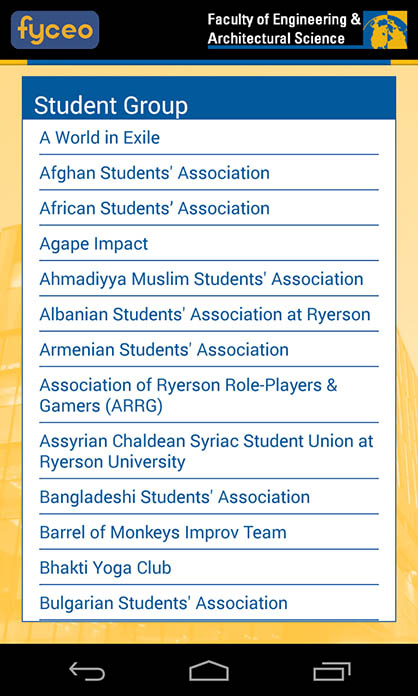 fyceo
Faculty of Engineering &
Architectural Science
Student Group
A World in Exile
Afghan Students' Association
African Students’ Association
Agape Impact
Ahmadiyya Muslim Students' Association
Albanian Students' Association at Ryerson
Armenian Students' Association
Association of Ryerson Role-Players &
Gamers (ARRG)
Assyrian Chaldean Syriac Student Union at
Ryerson University
Bangladeshi Students' Association
Barrel of Monkeys Improv Team
Bhakti Yoga Club
Bulgarian Students' Association